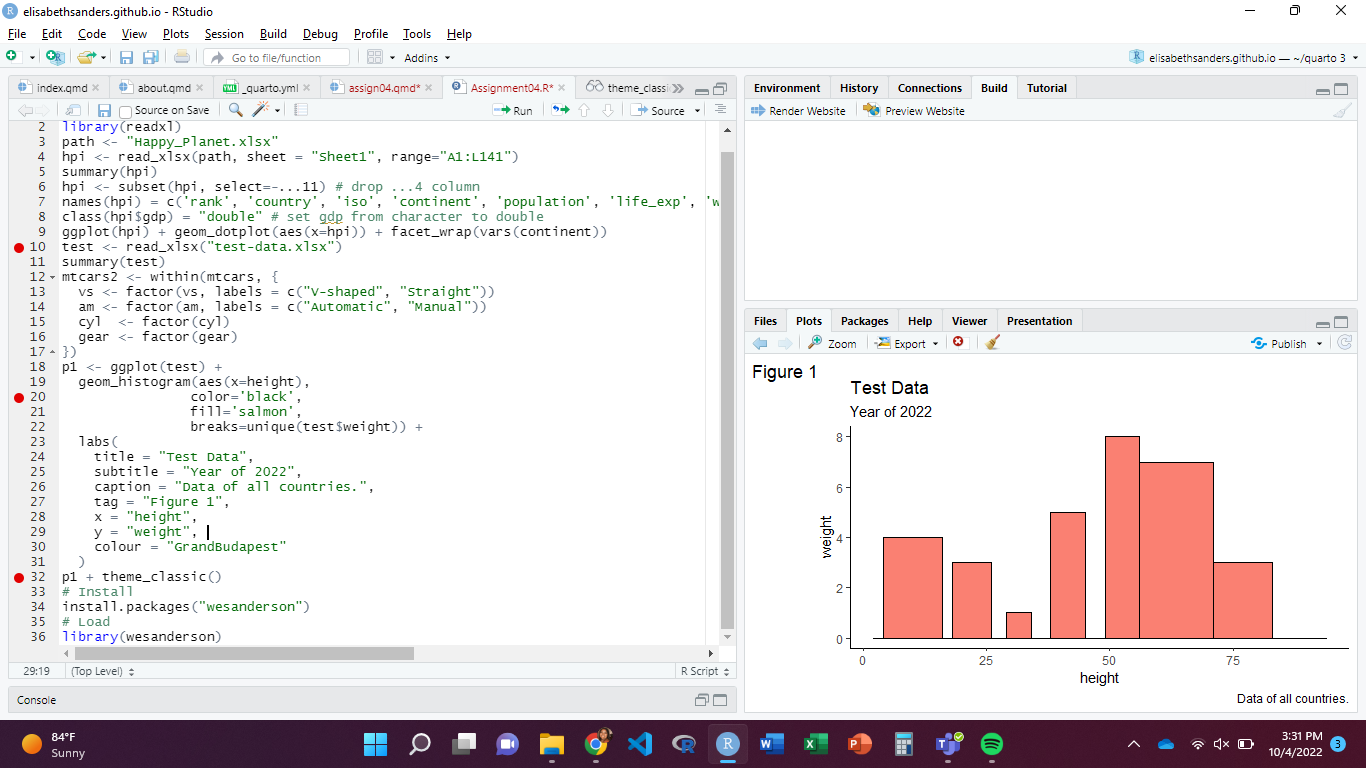 elisabethsanders.github.io - RStudio
File Edit Code View Plots Session Build Debug Profile Tools Help
Go to file/function Addins elisabethsanders.github.io — ~/quarto 3
index.qmd about.qmd _quarto.yml assign04.qmd* Assignment04.R* theme_classi
Source on Save Run Source
2 library(readxl)
3 path <- "Happy_Planet.xlsx"
4 hpi <- read_xlsx(path, sheet = "Sheet1", range="A1:L141")
5 summary(hpi)
6 hpi <- subset(hpi, select=-...11) # drop ...4 column
7 names(hpi) = c('rank', 'country', 'iso', 'continent', 'population', 'life_exp', 'w
8 class(hpi$gdp) = "double" # set gdp from character to double
9 ggplot(hpi) + geom_dotplot(aes(x=hpi)) + facet_wrap(vars(continent))
10 test <- read_xlsx("test-data.xlsx")
11 summary(test)
12 mtcars2 <- within(mtcars, {
13 vs <- factor(vs, labels = c("V-shaped", "Straight"))
14 am <- factor(am, labels = c("Automatic", "Manual"))
15 cyl <- factor(cyl)
16 gear <- factor(gear)
17 })
18 p1 <- ggplot(test) +
19 geom_histogram(aes(x=height),
20 color='black',
21 fill='salmon',
22 breaks=unique(test$weight)) +
23 labs(
24 title = "Test Data",
25 subtitle = "Year of 2022",
26 caption = "Data of all countries.",
27 tag = "Figure 1",
28 x = "height",
29 y = "weight",
30 colour = "GrandBudapest"
31 )
32 p1 + theme_classic()
33 # Install
34 install.packages("wesanderson")
35 # Load
36 library(wesanderson)
29:19 (Top Level) R Script
Console
Environment History Connections Build Tutorial
Render Website Preview Website
Files Plots Packages Help Viewer Presentation
Zoom Export Publish
Figure 1
Test Data
Year of 2022
8
6
4
2
0
weight
0 25 50 75
height
Data of all countries.
84°F
Sunny
3:31 PM
10/4/2022
3